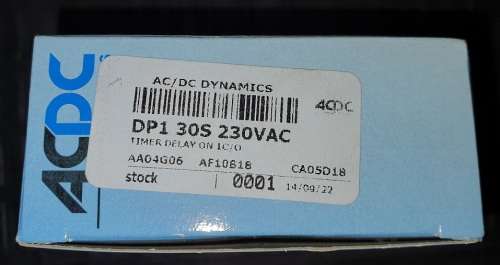 ACDC
AC/DC DYNAMICS
ACDC
DP1 30S 230VAC
TIMER DELAY ON 1C/O
AA04G06 AF10B18 CA05D18
stock 0001 14/09/22